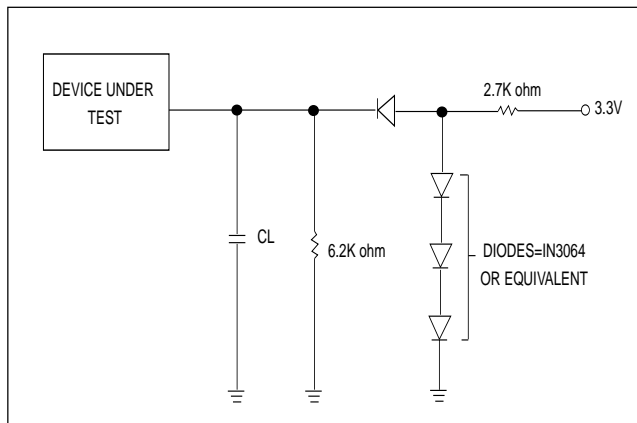 DEVICE UNDER
TEST
2.7K ohm
3.3V
CL
6.2K ohm
DIODES=IN3064
OR EQUIVALENT